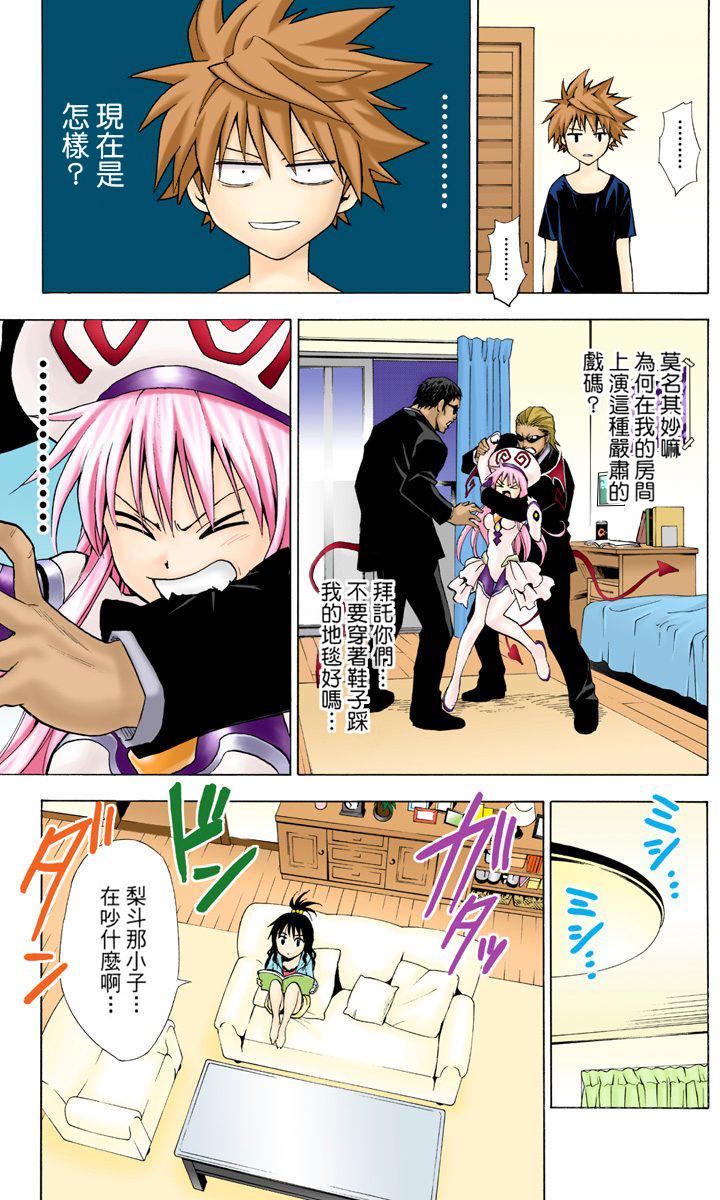 ………
………
…………
現在是
怎樣？
莫名其妙嘛
為何在我的房間
上演這種嚴肅的
戲碼？
拜託你們…
不要穿著鞋子踩
我的地毯好嗎…
……………
ミシ…
ミシ…
ガタッ
ドン
ダダン
梨斗那小子…
在吵什麼啊…